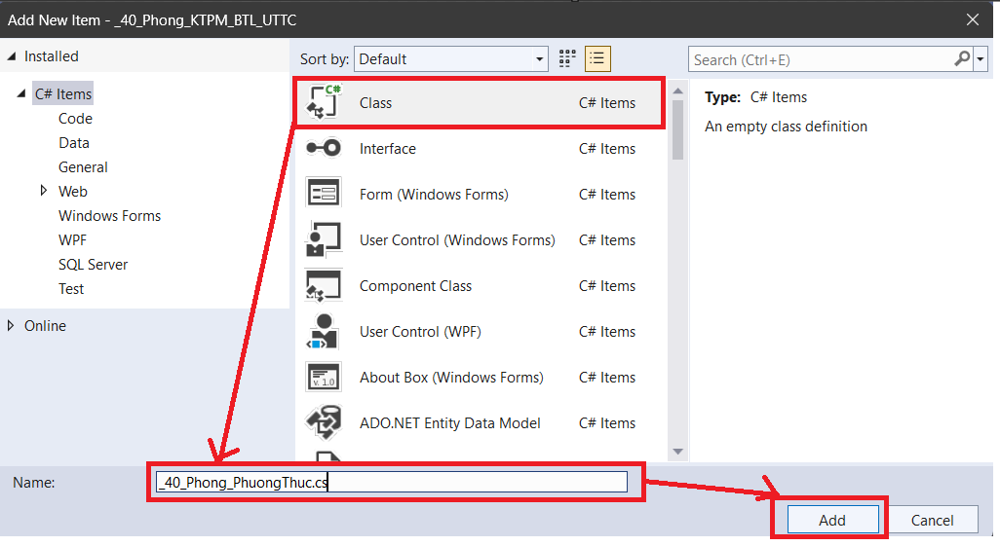 Add New Item - _40_Phong_KTPM_BTL_UTTC
Installed
Sort by: Default
Search (Ctrl+E)
C# Items
Code
Data
General
Web
Windows Forms
WPF
SQL Server
Test
Online
C# Class C# Items
Interface C# Items
Form (Windows Forms) C# Items
User Control (Windows Forms) C# Items
Component Class C# Items
User Control (WPF) C# Items
v. 1.0 About Box (Windows Forms) C# Items
ADO.NET Entity Data Model C# Items
Type: C# Items
An empty class definition
Name: _40_Phong_PhuongThuc.cs
Add Cancel